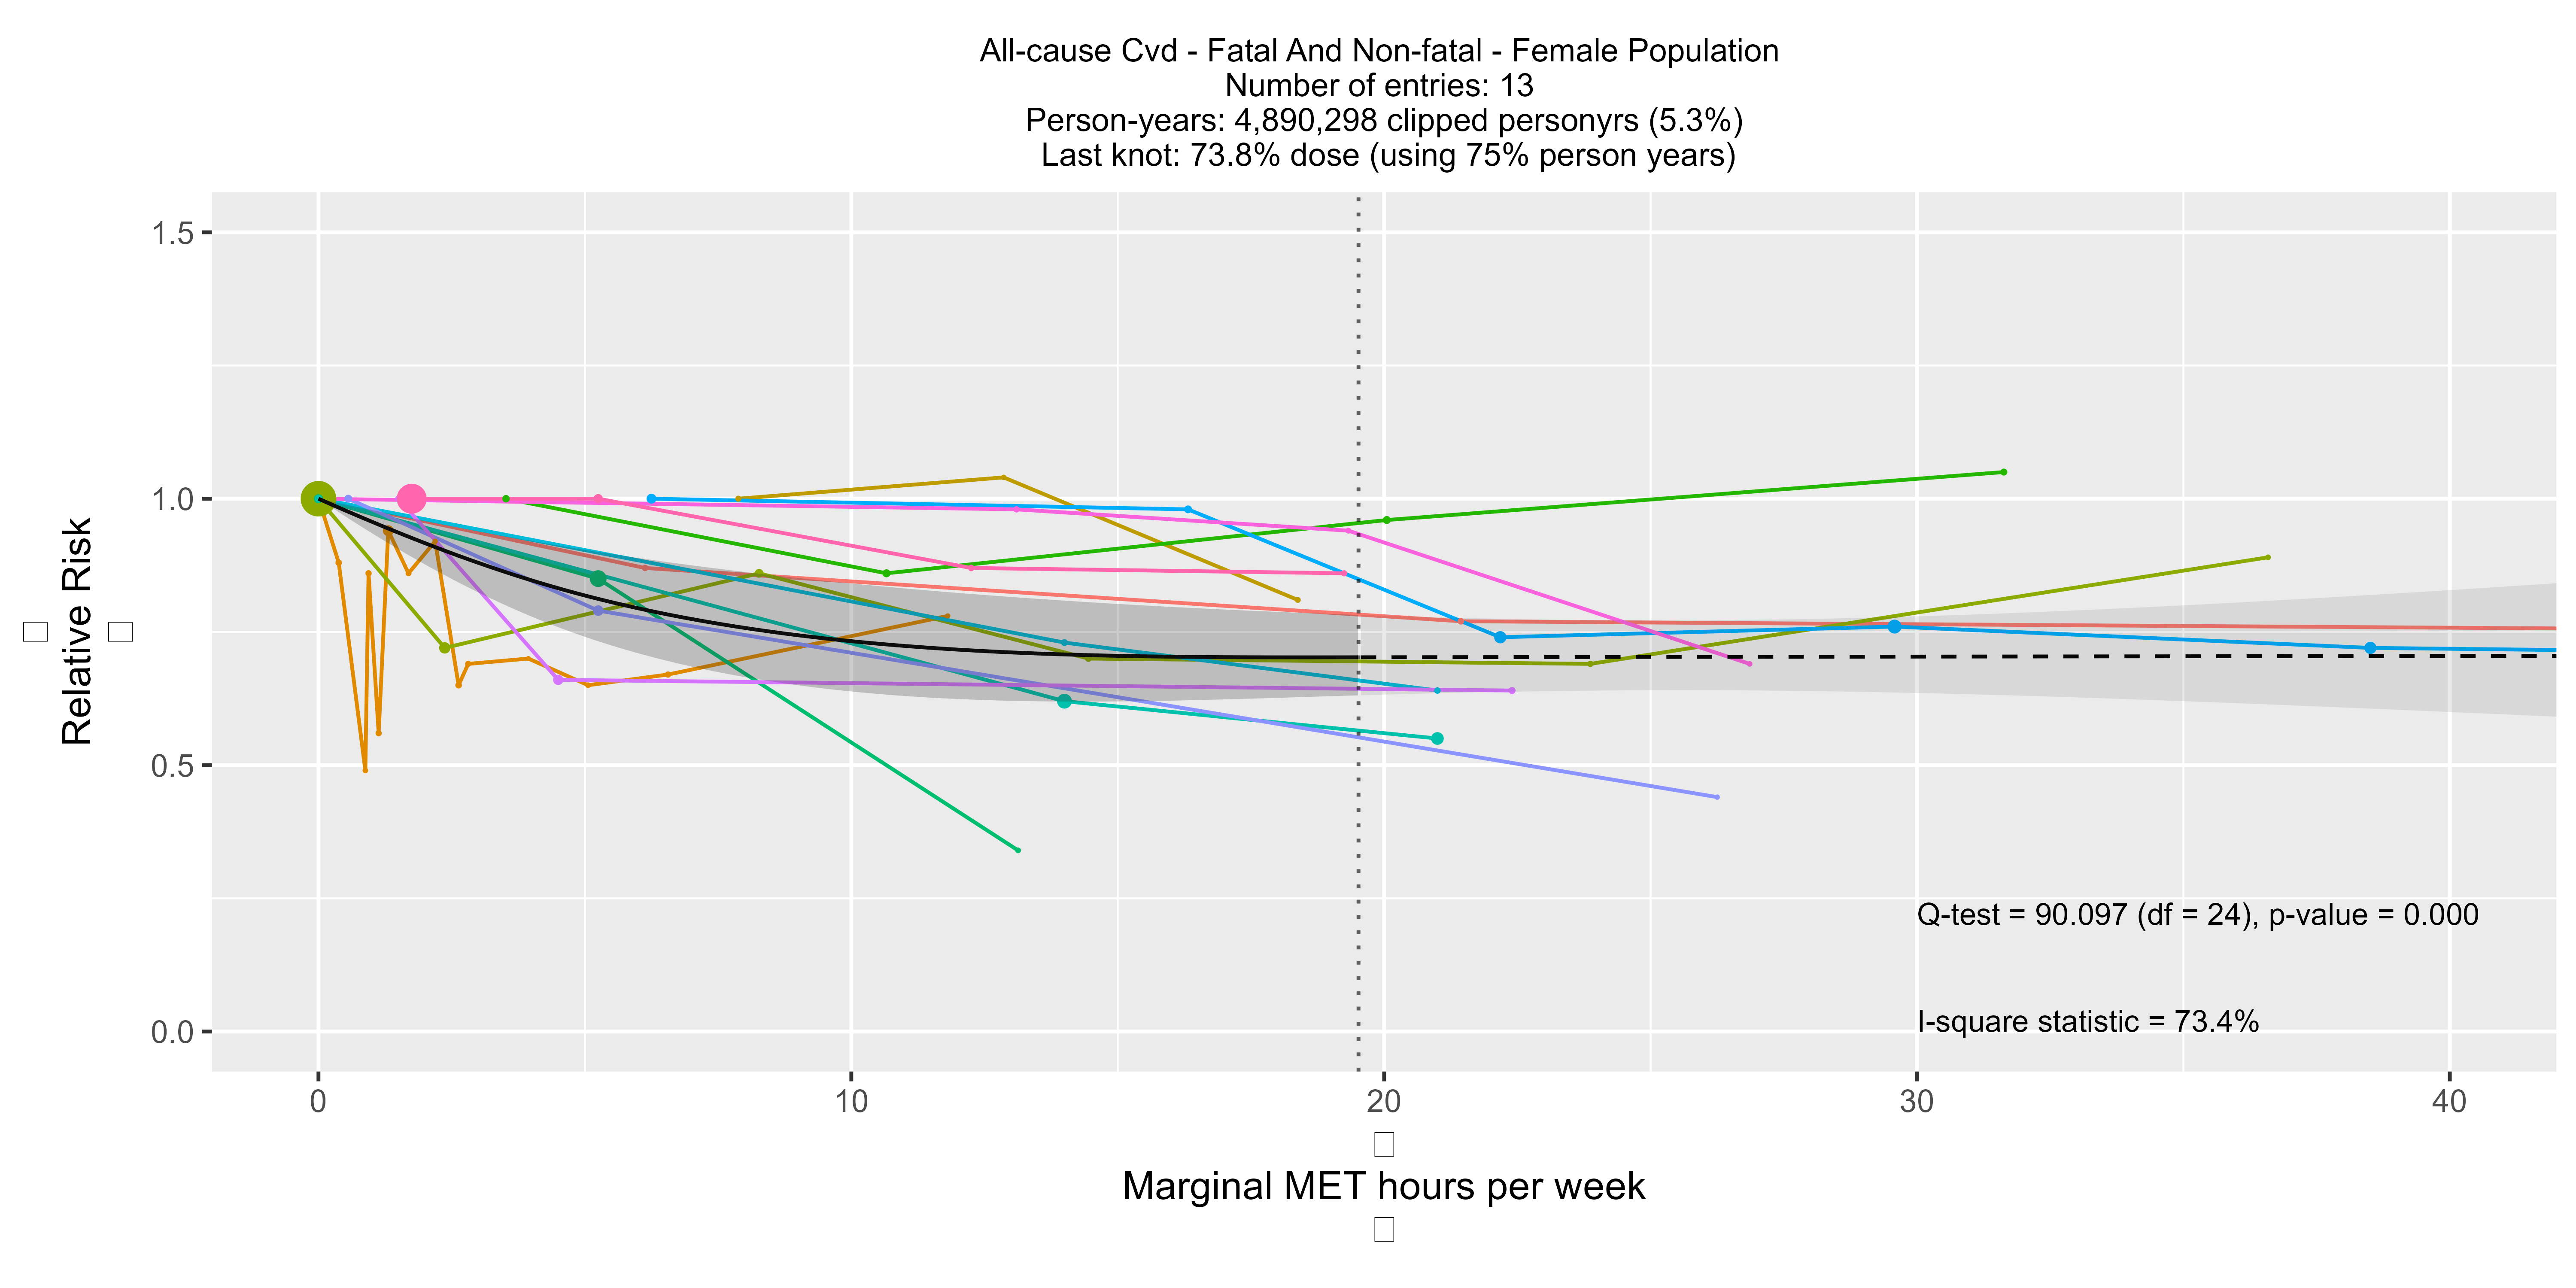 All-cause Cvd - Fatal And Non-fatal - Female Population
Number of entries: 13
Person-years: 4,890,298 clipped personyrs (5.3%)
Last knot: 73.8% dose (using 75% person years)
1.5
1.0
0.5
0.0
Relative Risk
Q-test = 90.097 (df = 24), p-value = 0.000
I-square statistic = 73.4%
0 10 20 30 40
Marginal MET hours per week